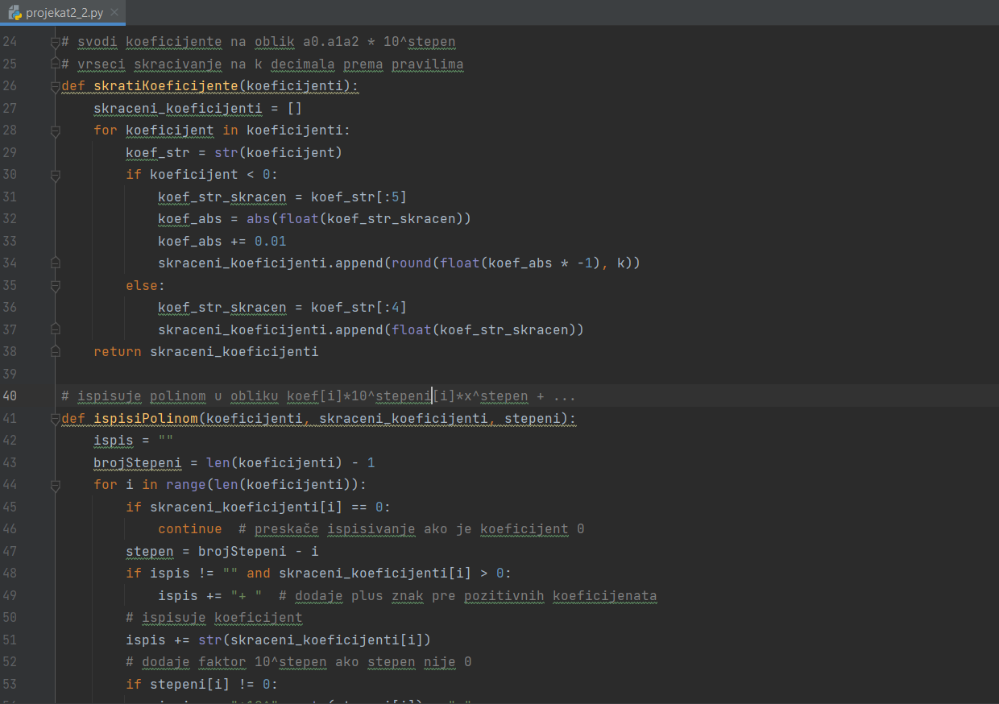 projekat2_2.py
24 # svodi koeficijente na oblik a0.a1a2 * 10^stepen
25 # vrseci skracivanje na k decimala prema pravilima
26 def skratiKoeficijente(koeficijenti):
27     skraceni_koeficijenti = []
28     for koeficijent in koeficijenti:
29         koef_str = str(koeficijent)
30         if koeficijent < 0:
31             koef_str_skracen = koef_str[:5]
32             koef_abs = abs(float(koef_str_skracen))
33             koef_abs += 0.01
34             skraceni_koeficijenti.append(round(float(koef_abs * -1), k))
35         else:
36             koef_str_skracen = koef_str[:4]
37             skraceni_koeficijenti.append(float(koef_str_skracen))
38     return skraceni_koeficijenti
39
40 # ispisuje polinom u obliku koef[i]*10^stepeni[i]*x^stepen + ...
41 def ispisiPolinom(koeficijenti, skraceni_koeficijenti, stepeni):
42     ispis = ""
43     brojStepeni = len(koeficijenti) - 1
44     for i in range(len(koeficijenti)):
45         if skraceni_koeficijenti[i] == 0:
46             continue  # preskače ispisivanje ako je koeficijent 0
47         stepen = brojStepeni - i
48         if ispis != "" and skraceni_koeficijenti[i] > 0:
49             ispis += "+ "  # dodaje plus znak pre pozitivnih koeficijenata
50         # ispisuje koeficijent
51         ispis += str(skraceni_koeficijenti[i])
52         # dodaje faktor 10^stepen ako stepen nije 0
53         if stepeni[i] != 0: